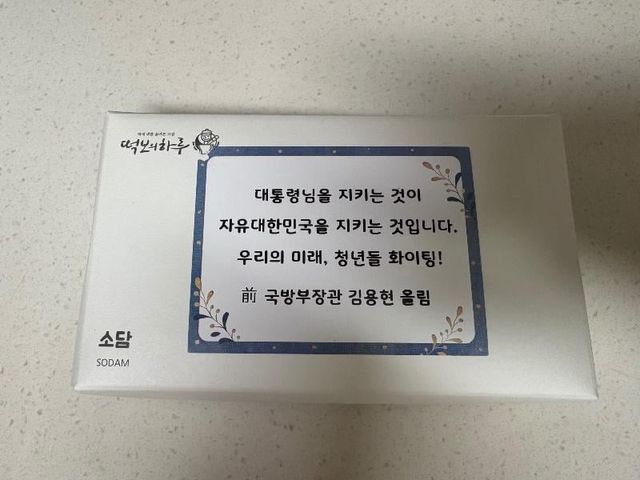 떡보의하루
대통령님을 지키는 것이
자유대한민국을 지키는 것입니다.
우리의 미래, 청년들 화이팅!
前 국방부장관 김용현 올림
소담
SODAM